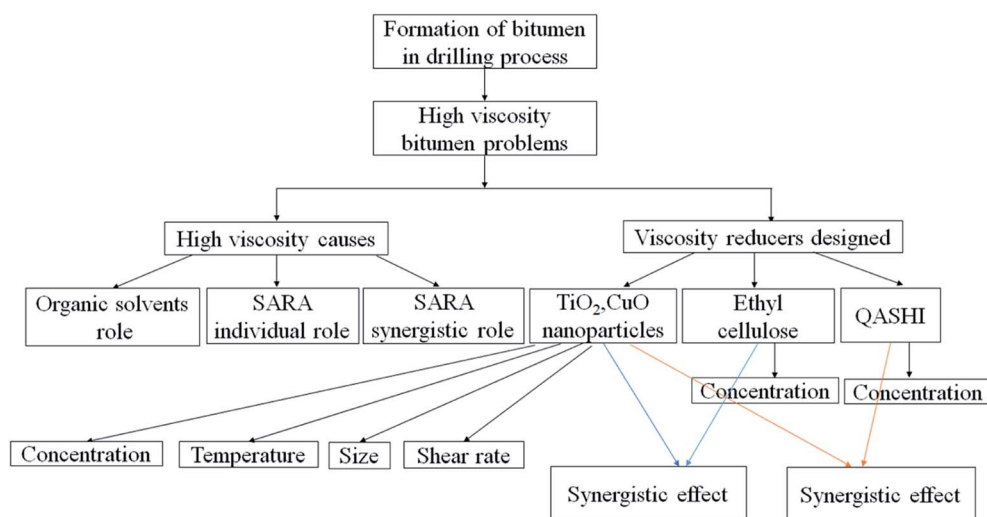 Formation of bitumen
in drilling process
High viscosity
bitumen problems
High viscosity causes
Viscosity reducers designed
Organic solvents
role
SARA
individual role
SARA
synergistic role
TiO₂,CuO
nanoparticles
Ethyl
cellulose
QASHI
Concentration
Concentration
Concentration
Temperature
Size
Shear rate
Synergistic effect
Synergistic effect